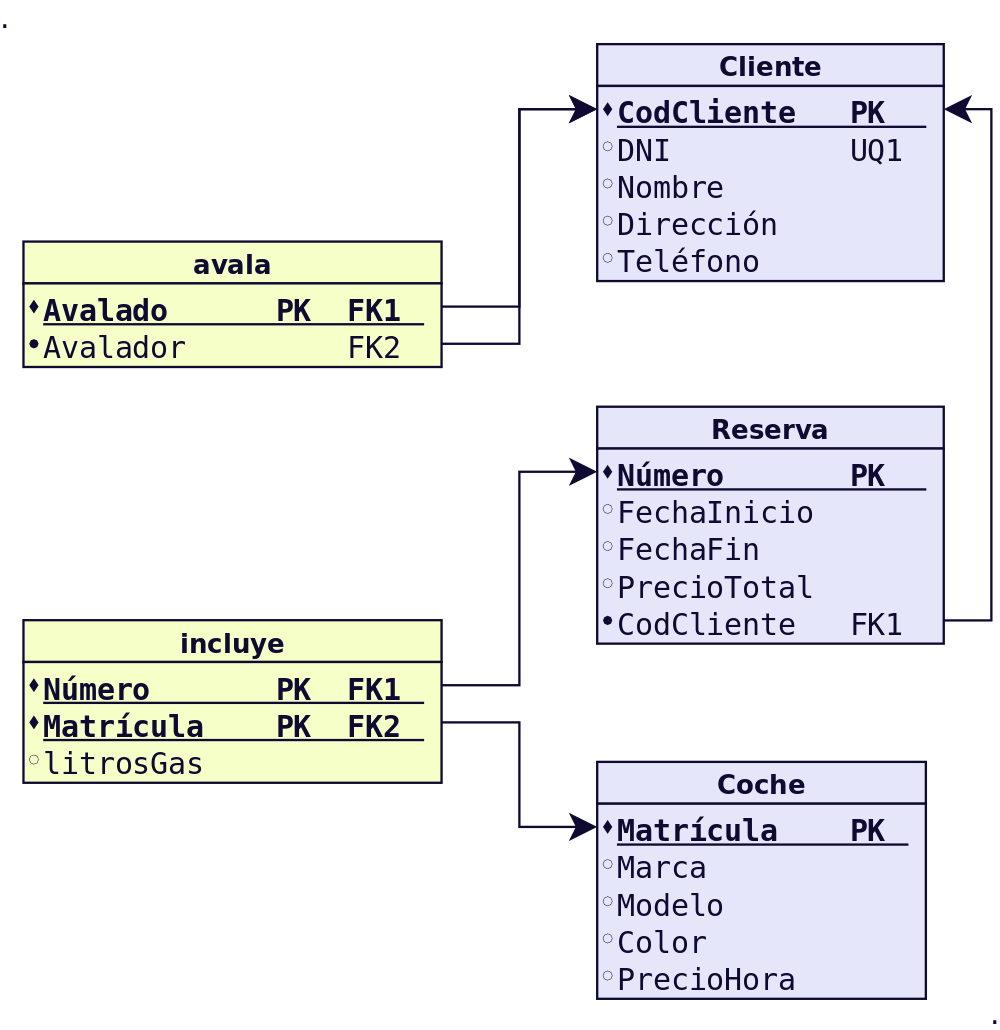 .
Cliente
CodCliente PK
DNI UQ1
Nombre
Dirección
Teléfono
avala
Avalado PK FK1
Avalador FK2
Reserva
Número PK
FechaInicio
FechaFin
PrecioTotal
CodCliente FK1
incluye
Número PK FK1
Matrícula PK FK2
litrosGas
Coche
Matrícula PK
Marca
Modelo
Color
PrecioHora
.